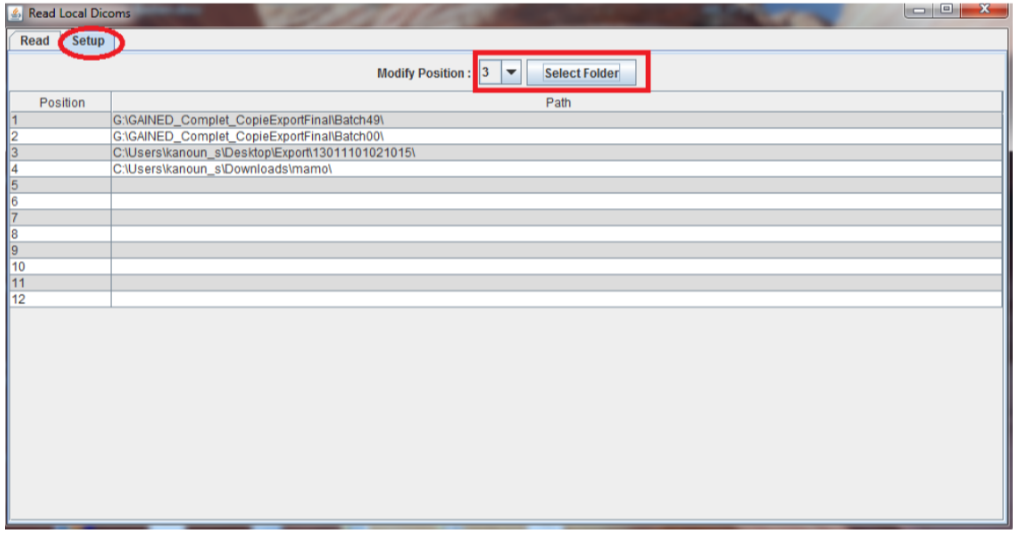 Read Local Dicoms
Read Setup
Modify Position : 3 Select Folder
Position Path
1 G:\GAINED_Complet_CopieExportFinal\Batch49\
2 G:\GAINED_Complet_CopieExportFinal\Batch00\
3 C:\Users\kanoun_s\Desktop\Export\13011101021015\
4 C:\Users\kanoun_s\Downloads\mamo\
5
6
7
8
9
10
11
12